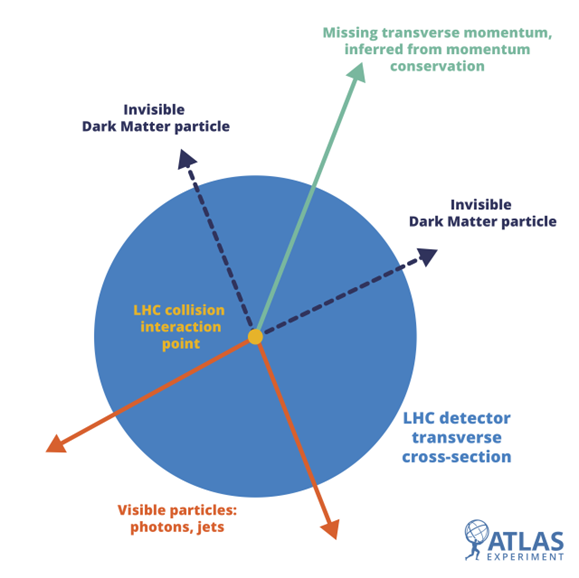 Missing transverse momentum,
inferred from momentum
conservation
Invisible
Dark Matter particle
Invisible
Dark Matter particle
LHC collision
interaction
point
LHC detector
transverse
cross-section
Visible particles:
photons, jets
ATLAS
EXPERIMENT